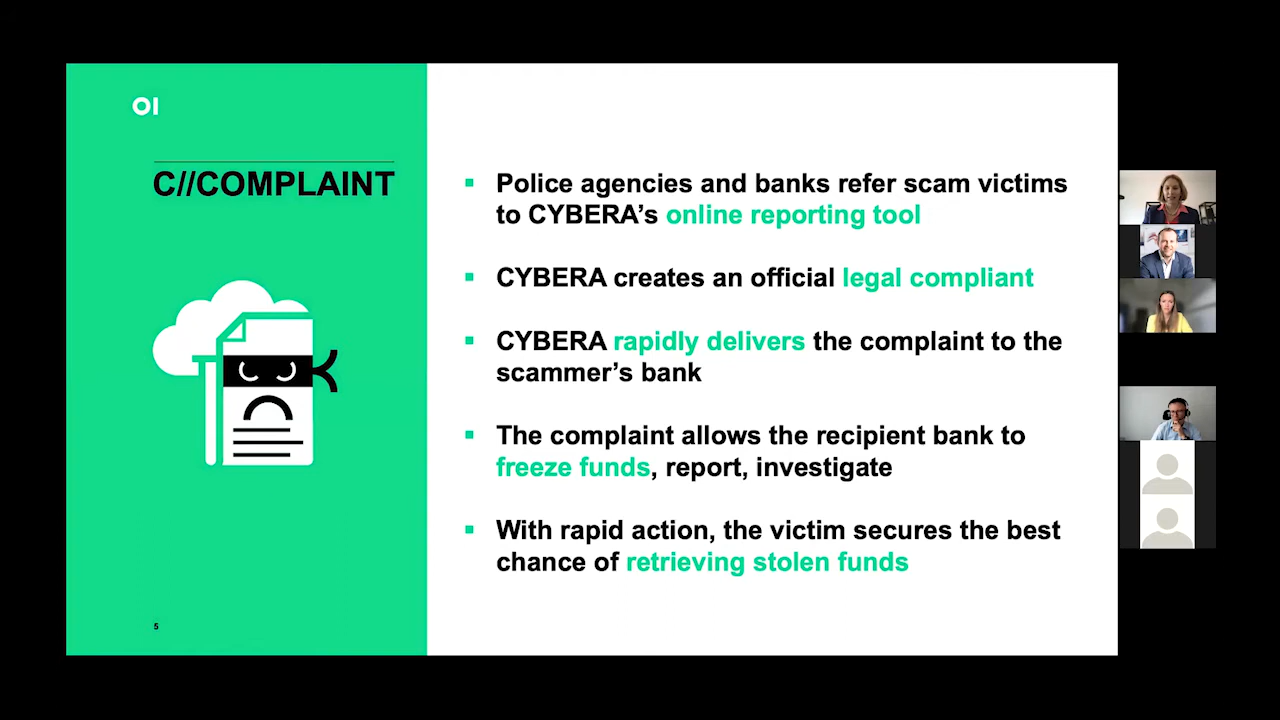 OI
C//COMPLAINT
Police agencies and banks refer scam victims
to CYBERA’s online reporting tool
CYBERA creates an official legal compliant
CYBERA rapidly delivers the complaint to the
scammer’s bank
The complaint allows the recipient bank to
freeze funds, report, investigate
With rapid action, the victim secures the best
chance of retrieving stolen funds
5